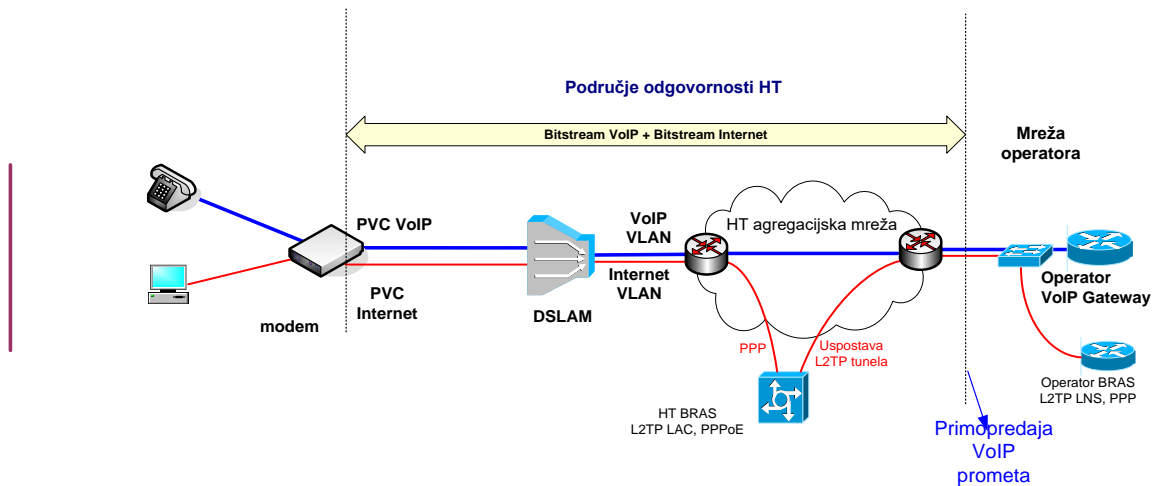 Područje odgovornosti HT
Bitstream VoIP + Bitstream Internet
Mreža
operatora
PVC VoIP
VoIP
VLAN
HT agregacijska mreža
PVC
Internet
Internet
VLAN
Operator
VoIP Gateway
modem
DSLAM
PPP
Uspostava
L2TP tunela
HT BRAS
L2TP LAC, PPPoE
Operator BRAS
L2TP LNS, PPP
Primopredaja
VoIP
prometa